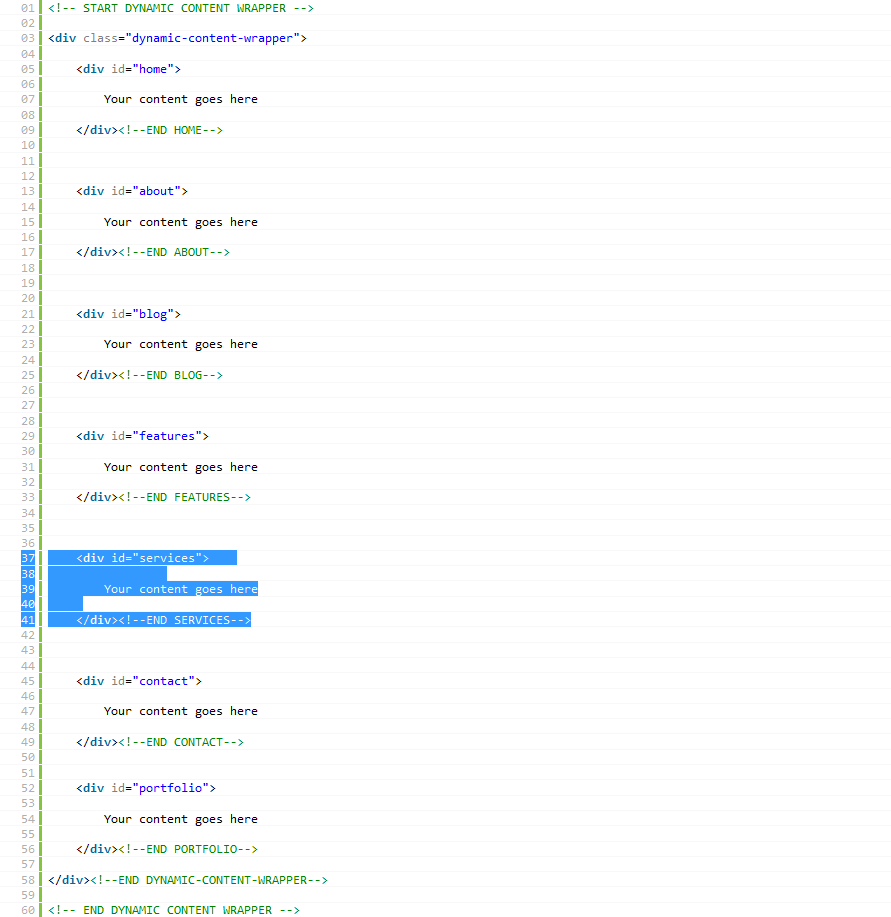 01 <!-- START DYNAMIC CONTENT WRAPPER -->
02
03 <div class="dynamic-content-wrapper">
04
05     <div id="home">
06
07         Your content goes here
08
09     </div><!--END HOME-->
10
11
12
13     <div id="about">
14
15         Your content goes here
16
17     </div><!--END ABOUT-->
18
19
20
21     <div id="blog">
22
23         Your content goes here
24
25     </div><!--END BLOG-->
26
27
28
29     <div id="features">
30
31         Your content goes here
32
33     </div><!--END FEATURES-->
34
35
36
37     <div id="services">
38
39         Your content goes here
40
41     </div><!--END SERVICES-->
42
43
44
45     <div id="contact">
46
47         Your content goes here
48
49     </div><!--END CONTACT-->
50
51
52     <div id="portfolio">
53
54         Your content goes here
55
56     </div><!--END PORTFOLIO-->
57
58 </div><!--END DYNAMIC-CONTENT-WRAPPER-->
59
60 <!-- END DYNAMIC CONTENT WRAPPER -->